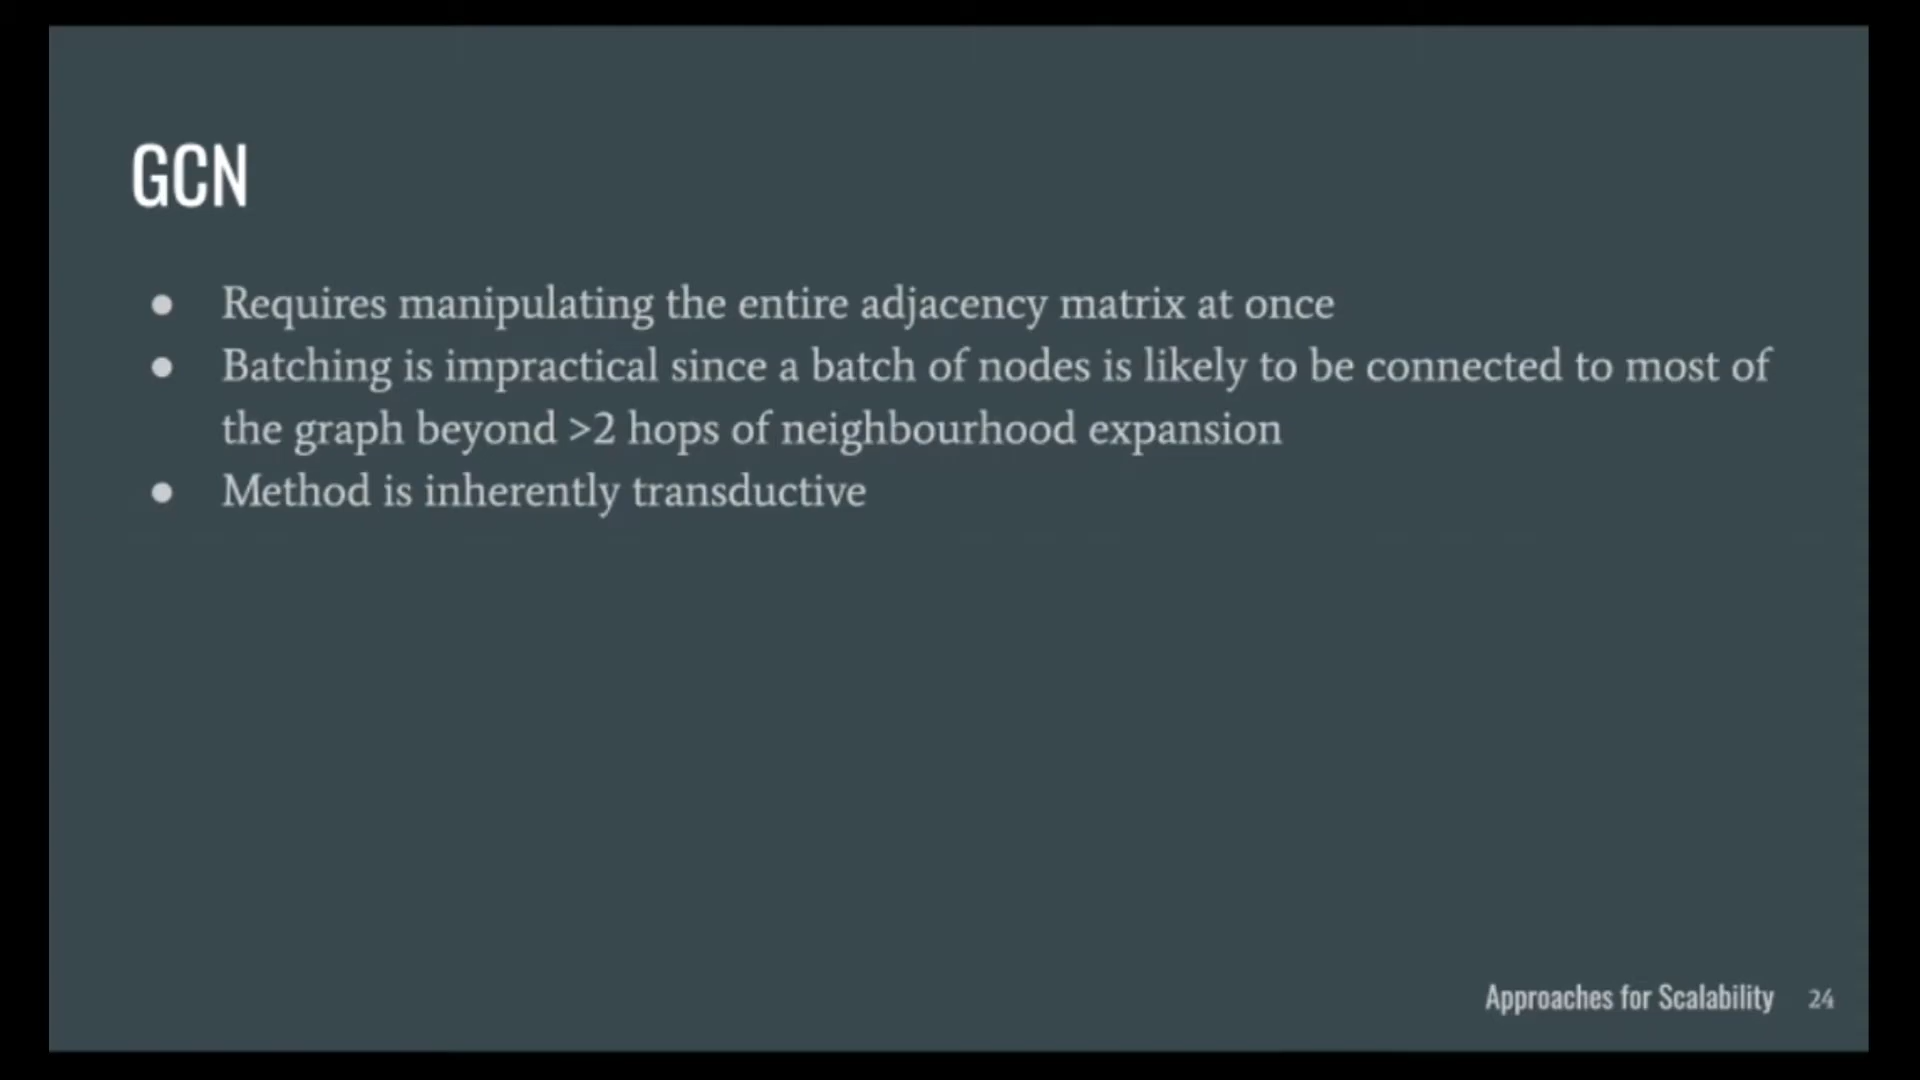 GCN
● Requires manipulating the entire adjacency matrix at once
● Batching is impractical since a batch of nodes is likely to be connected to most of
the graph beyond >2 hops of neighbourhood expansion
● Method is inherently transductive
Approaches for Scalability 24